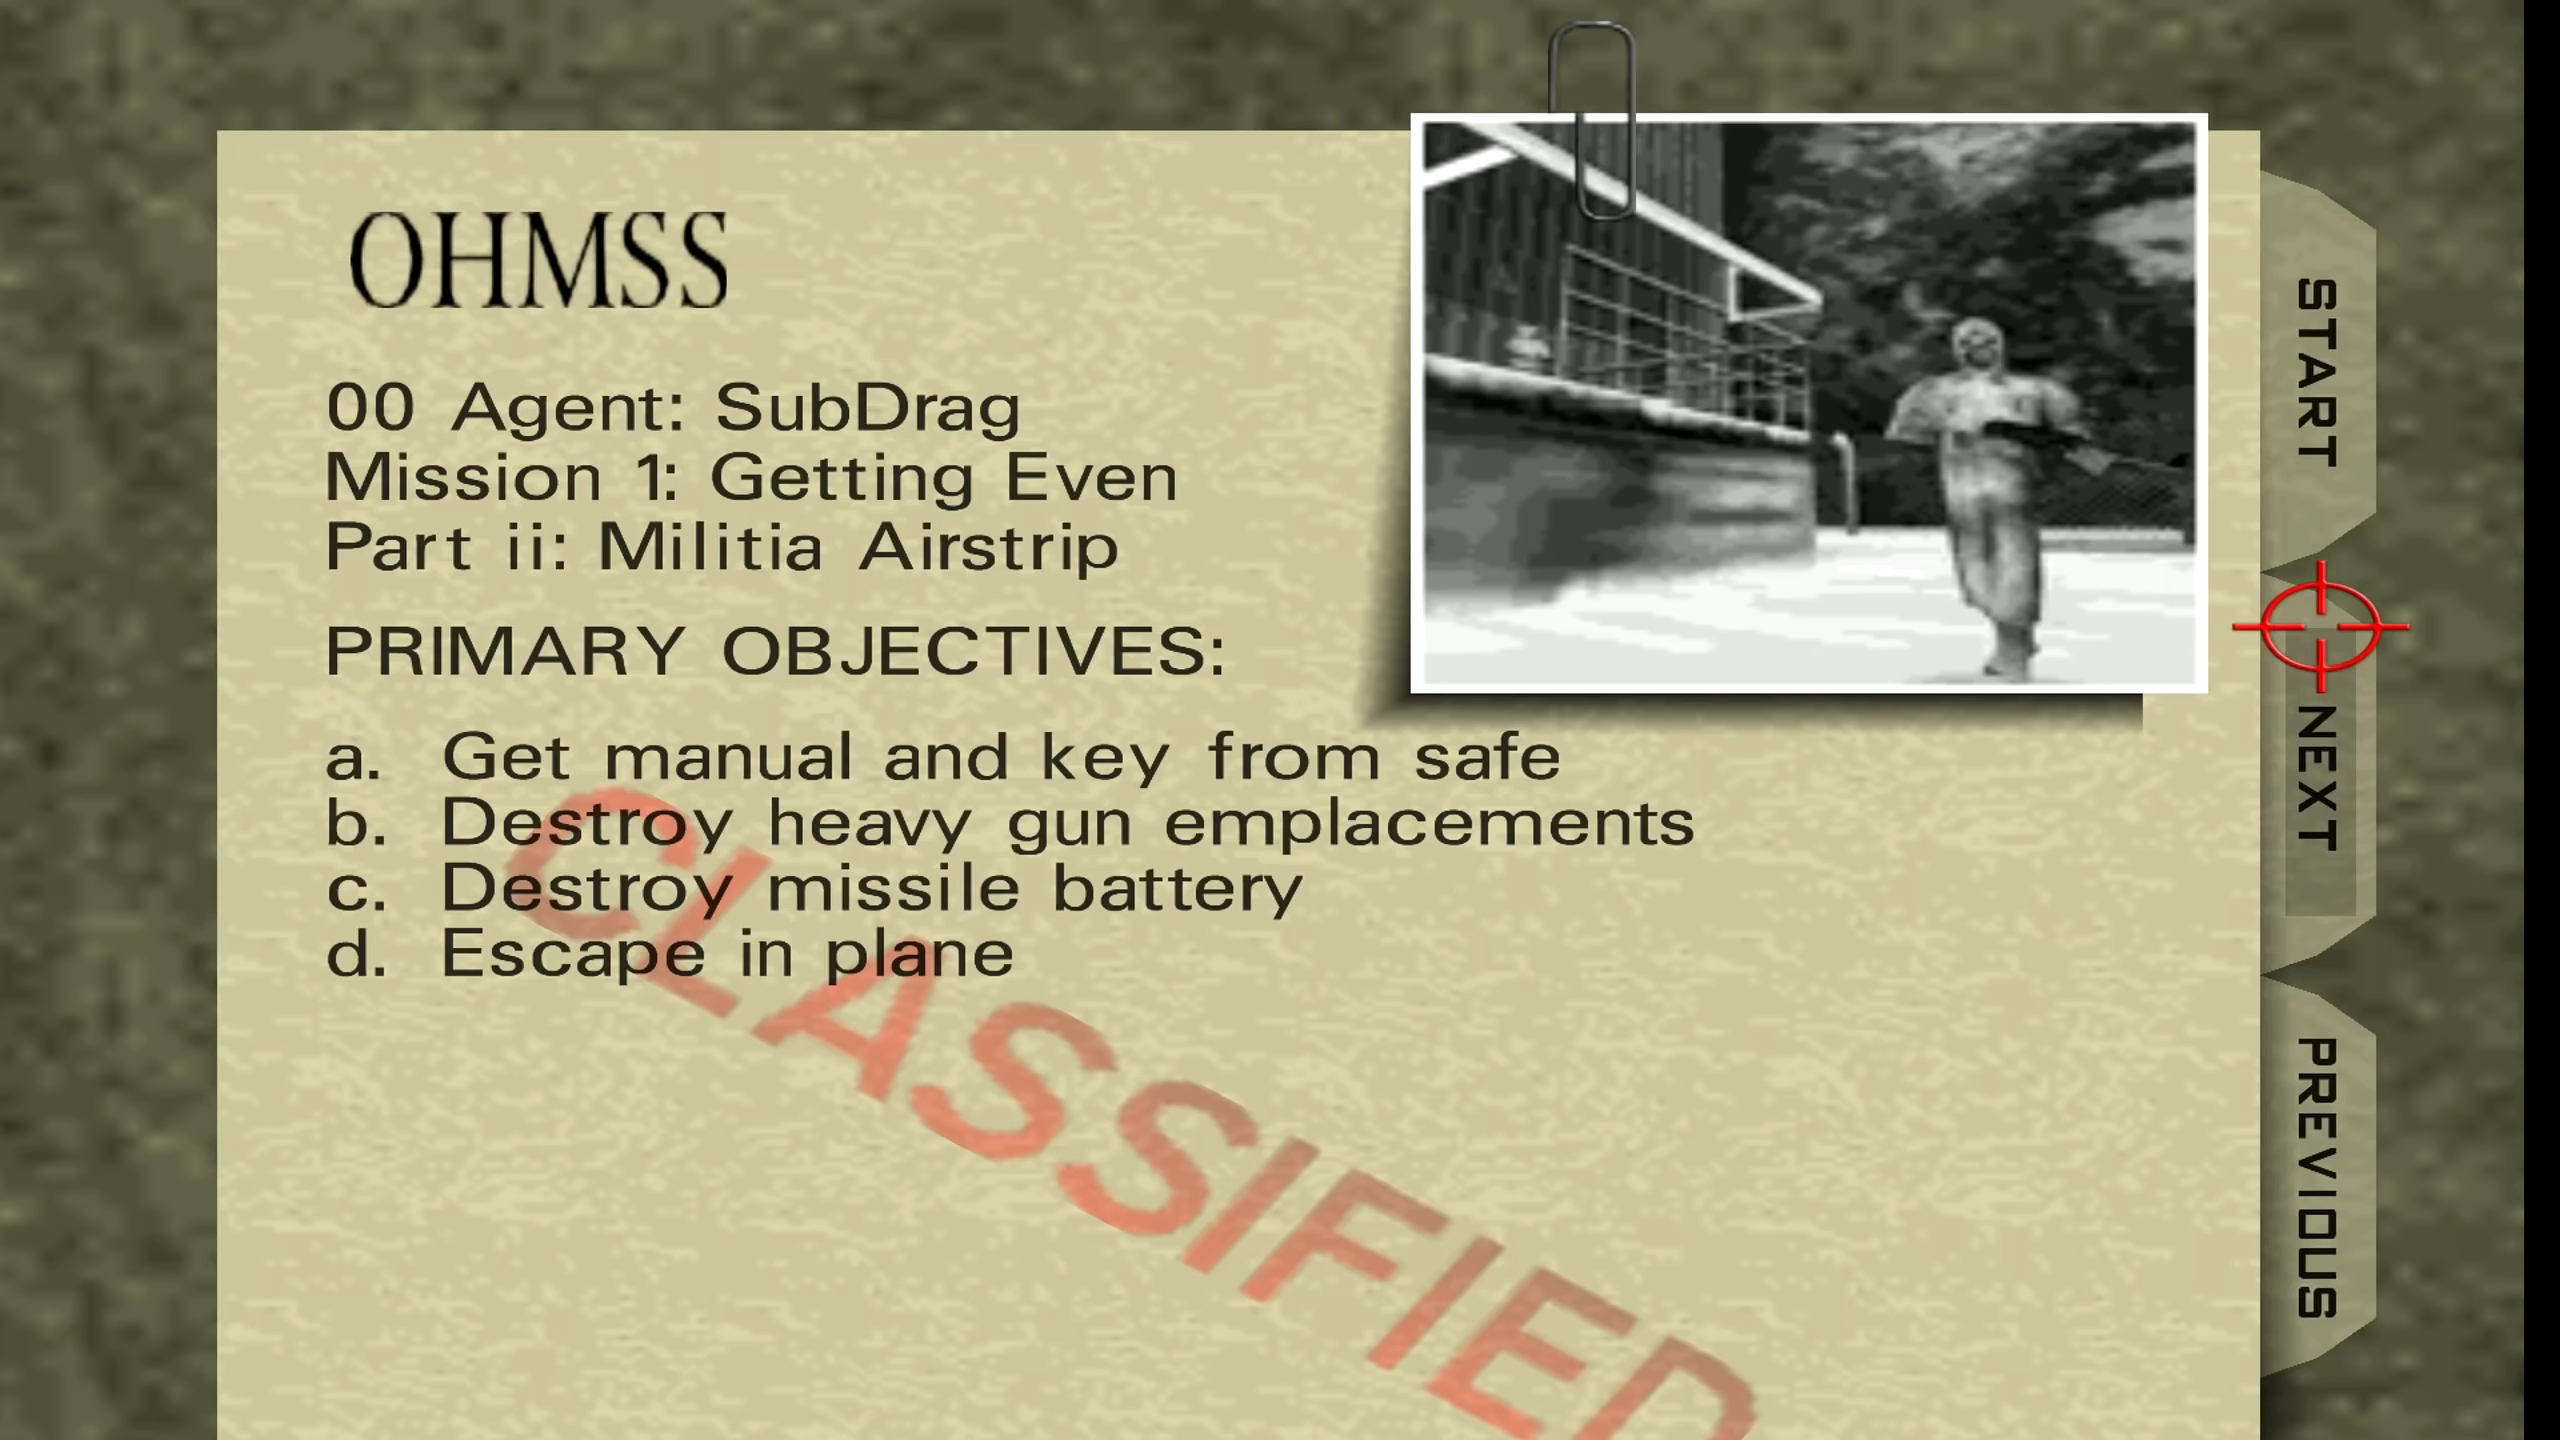 OHMSS
00 Agent: SubDrag
Mission 1: Getting Even
Part ii: Militia Airstrip
PRIMARY OBJECTIVES:
a. Get manual and key from safe
b. Destroy heavy gun emplacements
c. Destroy missile battery
d. Escape in plane
CLASSIFIED
START
NEXT
PREVIOUS